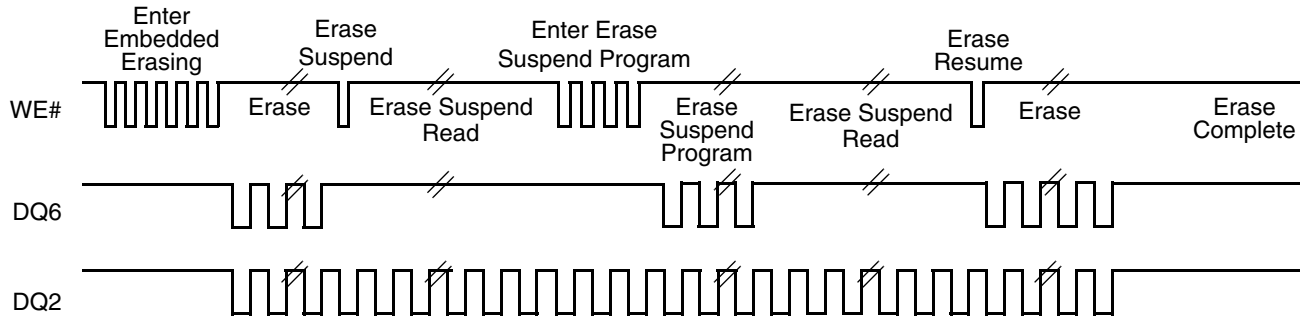 Enter
Embedded
Erasing
Erase
Suspend
Enter Erase
Suspend Program
Erase
Resume
WE#
Erase
Erase Suspend
Read
Erase
Suspend
Program
Erase Suspend
Read
Erase
Erase
Complete
DQ6
DQ2